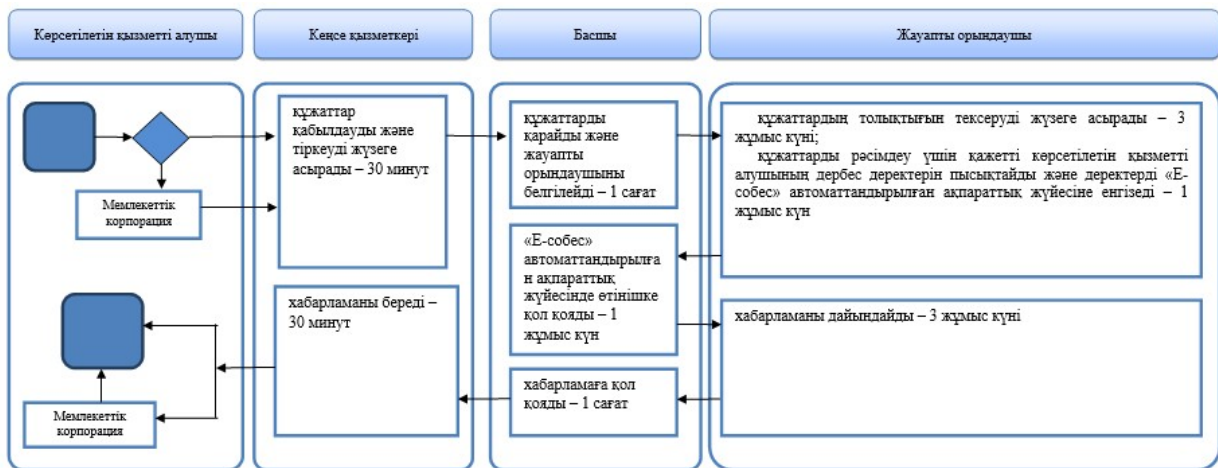 Көрсетілетін қызметті алушы
Кеңсе қызметкері
Басшы
Жауапты орындаушы
Мемлекеттік
корпорация
құжаттар
қабылдауды және
тіркеуді жүзеге
асырады – 30 минут
құжаттарды
қарайды және
жауапты
орындаушыны
белгілейді – 1 сағат
құжаттардың толықтығын тексеруді жүзеге асырады – 3
жұмыс күні;
құжаттарды рәсімдеу үшін қажетті көрсетілетін қызметті
алушының дербес деректерін пысықтайды және деректерді «Е-
собес» автоматтандырылған ақпараттық жүйесіне енгізеді – 1
жұмыс күн
«Е-собес»
автоматтандырылға
н ақпараттық
жүйесінде өтінішке
қол қояды – 1
жұмыс күн
хабарламаны дайындайды – 3 жұмыс күні
хабарламаға қол
қояды – 1 сағат
хабарламаны береді –
30 минут
Мемлекеттік
корпорация